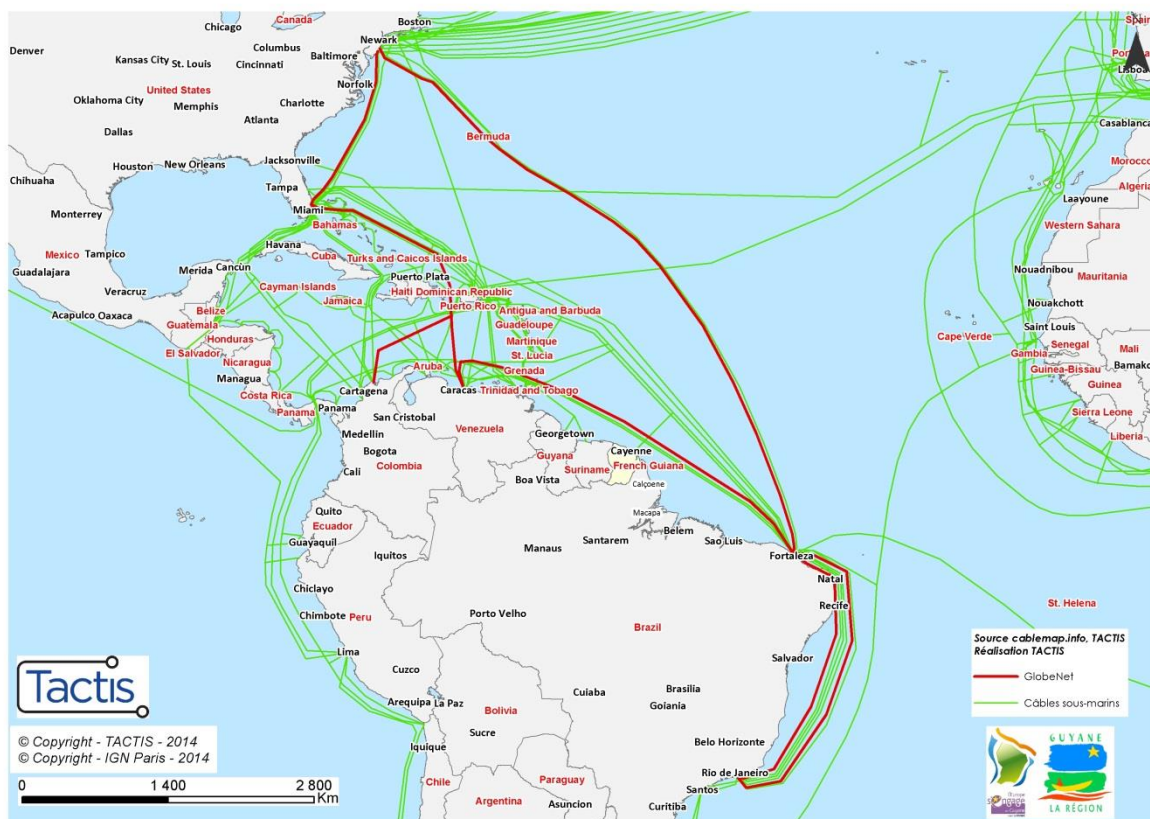 Canada
Boston
Chicago
Newark
Spain
Denver
Columbus
Baltimore
Kansas City
St. Louis
Cincinnati
Lisboa
Norfolk
United States
Oklahoma City
Memphis
Charlotte
Atlanta
Casablanca
Dallas
Bermuda
Jacksonville
Morocco
Houston
New Orleans
Chihuaha
Tampa
Algeria
Laayoune
Monterrey
Miami
Bahamas
Western Sahara
Havana
Mexico
Tampico
Cuba
Turks and Caicos Islands
Merida
Cancún
Guadalajara
Puerto Plata
Nouadnibou
Mauritania
Veracruz
Cayman Islands
Haiti
Dominican Republic
Jamaica
Puerto Rico
Nouakchott
Belize
Antigua and Barbuda
Acapulco
Oaxaca
Guatemala
Guadeloupe
Saint Louis
Honduras
Martinique
Cape Verde
Senegal
Mali
El Salvador
St. Lucia
Gambia
Nicaragua
Aruba
Grenada
Guinea-Bissau
Bamako
Managua
Guinea
Costa Rica
Cartagena
Caracas
Trinidad and Tobago
Panama
Panama
San Cristobal
Sierra Leone
Medellin
Venezuela
Georgetown
Liberia
Bogota
Cayenne
Colombia
Guyana
Suriname
French Guiana
Cali
Boa Vista
Calçoene
Quito
Macapa
Ecuador
Belem
Guayaquil
Iquitos
Manaus
Santarem
Sao Luis
Fortaleza
Chiclayo
Natal
Chimbote
Peru
Porto Velho
Recife
St. Helena
Brazil
Lima
Salvador
Cuzco
Arequipa
La Paz
Cuiaba
Brasilia
Goiania
Bolivia
Sucre
Iquique
Belo Horizonte
Rio de Janeiro
Chile
Paraguay
Santos
Argentina
Asuncion
Curitiba
Source cablemap.info, TACTIS
Réalisation TACTIS
GlobeNet
Câbles sous-marins
Tactis
© Copyright - TACTIS - 2014
© Copyright - IGN Paris - 2014
0
1 400
2 800
Km
GUYANE
LA RÉGION